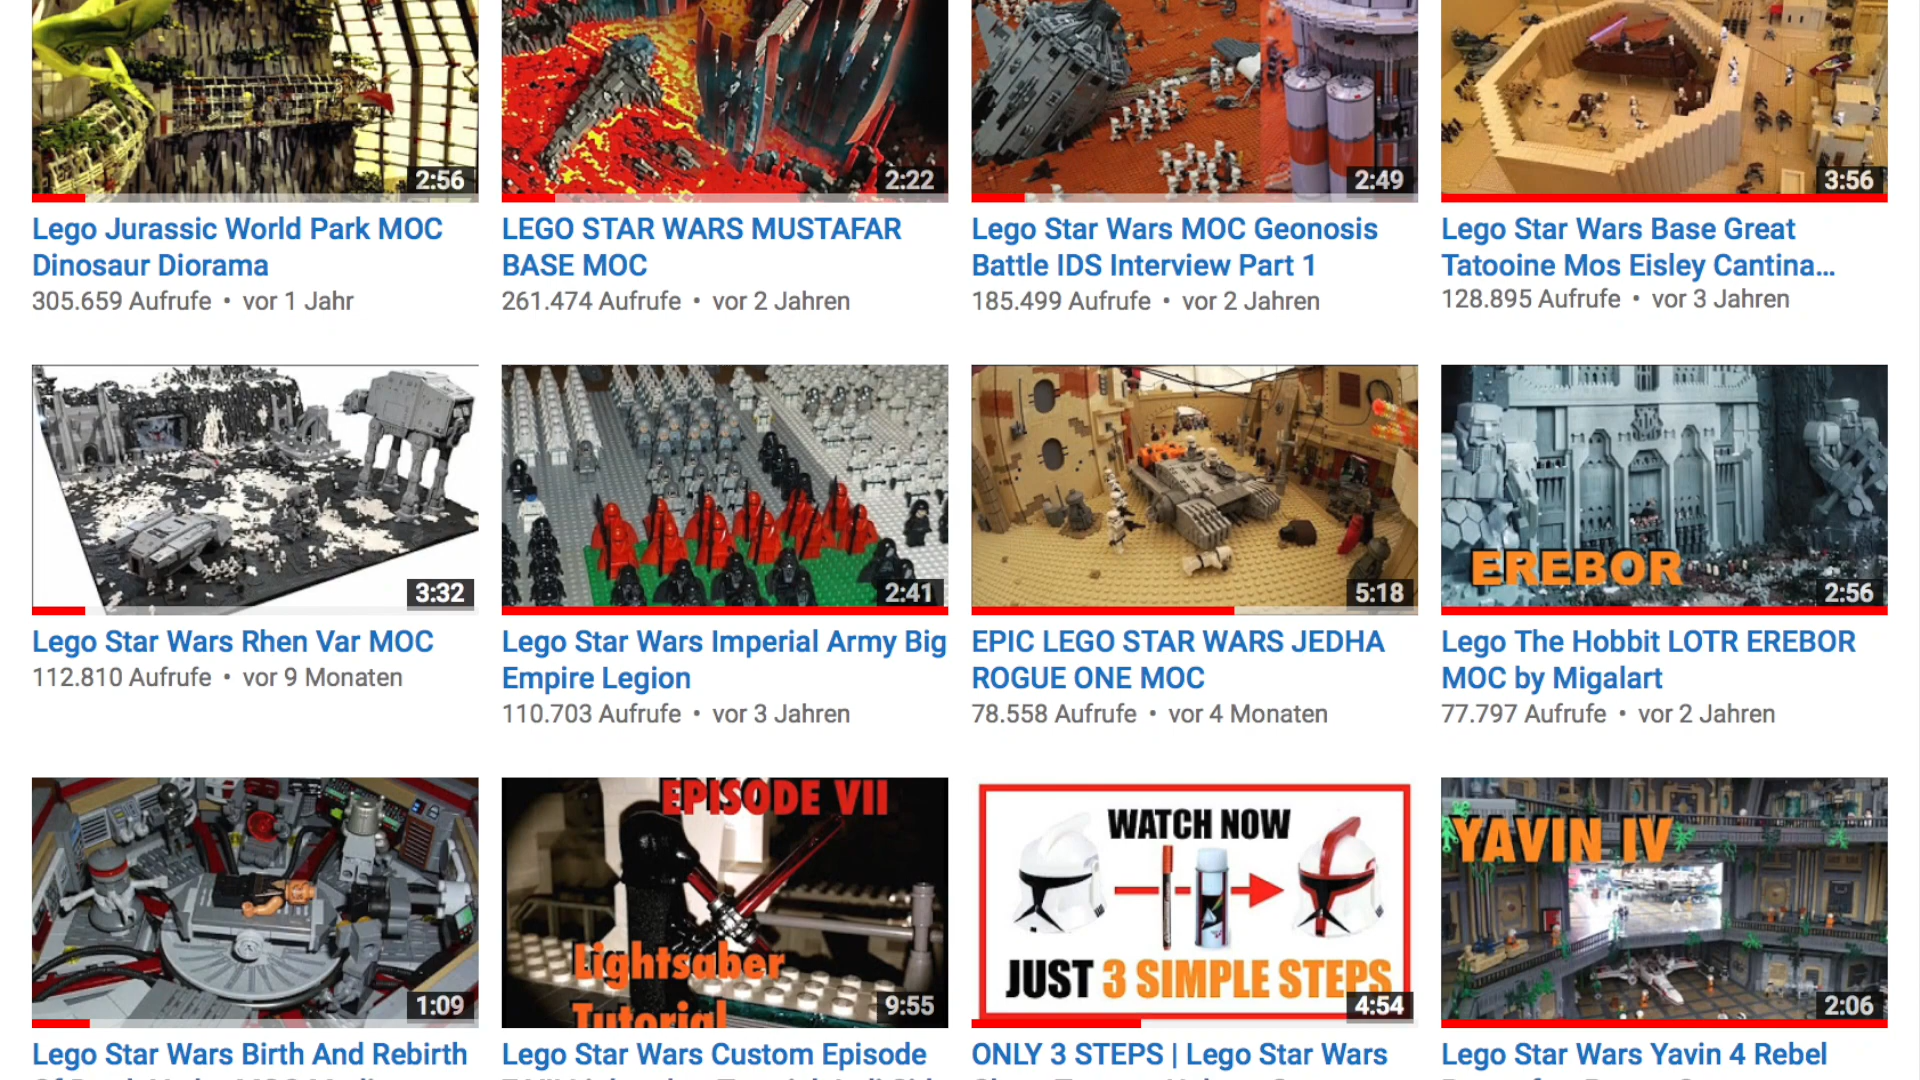 2:56
2:22
2:49
3:56
Lego Jurassic World Park MOC
Dinosaur Diorama
305.659 Aufrufe • vor 1 Jahr
LEGO STAR WARS MUSTAFAR
BASE MOC
261.474 Aufrufe • vor 2 Jahren
Lego Star Wars MOC Geonosis
Battle IDS Interview Part 1
185.499 Aufrufe • vor 2 Jahren
Lego Star Wars Base Great
Tatooine Mos Eisley Cantina...
128.895 Aufrufe • vor 3 Jahren
3:32
2:41
5:18
EREBOR
2:56
Lego Star Wars Rhen Var MOC
112.810 Aufrufe • vor 9 Monaten
Lego Star Wars Imperial Army Big
Empire Legion
110.703 Aufrufe • vor 3 Jahren
EPIC LEGO STAR WARS JEDHA
ROGUE ONE MOC
78.558 Aufrufe • vor 4 Monaten
Lego The Hobbit LOTR EREBOR
MOC by Migalart
77.797 Aufrufe • vor 2 Jahren
1:09
EPISODE VII
Lightsaber
Tutorial
9:55
WATCH NOW
JUST 3 SIMPLE STEPS
4:54
YAVIN IV
2:06
Lego Star Wars Birth And Rebirth
Lego Star Wars Custom Episode
ONLY 3 STEPS | Lego Star Wars
Lego Star Wars Yavin 4 Rebel